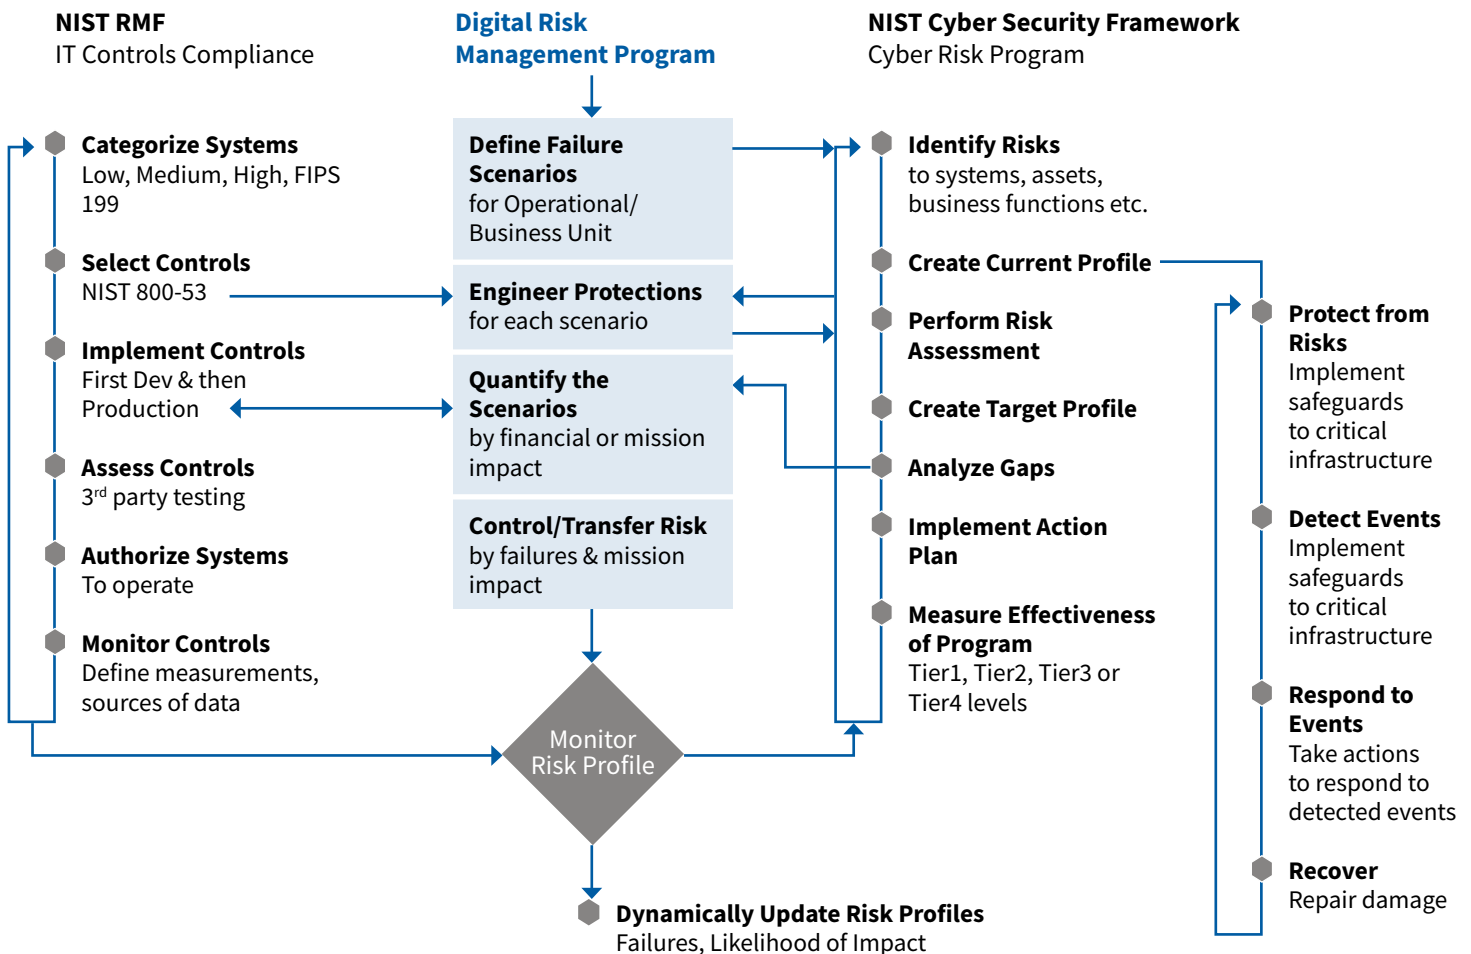 NIST RMF
IT Controls Compliance
Categorize Systems
Low, Medium, High, FIPS
199
Select Controls
NIST 800-53
Implement Controls
First Dev & then
Production
Assess Controls
3rd party testing
Authorize Systems
To operate
Monitor Controls
Define measurements,
sources of data
Digital Risk
Management Program
Define Failure
Scenarios
for Operational/
Business Unit
Engineer Protections
for each scenario
Quantify the
Scenarios
by financial or mission
impact
Control/Transfer Risk
by failures & mission
impact
Monitor
Risk Profile
Dynamically Update Risk Profiles
Failures, Likelihood of Impact
NIST Cyber Security Framework
Cyber Risk Program
Identify Risks
to systems, assets,
business functions etc.
Create Current Profile
Perform Risk
Assessment
Create Target Profile
Analyze Gaps
Implement Action
Plan
Measure Effectiveness
of Program
Tier1, Tier2, Tier3 or
Tier4 levels
Protect from
Risks
Implement
safeguards
to critical
infrastructure
Detect Events
Implement
safeguards
to critical
infrastructure
Respond to
Events
Take actions
to respond to
detected events
Recover
Repair damage